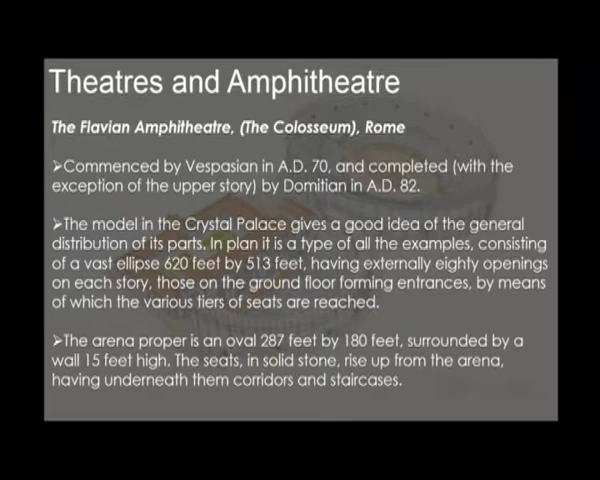 Theatres and Amphitheatre
The Flavian Amphitheatre, (The Colosseum), Rome
➢Commenced by Vespasian in A.D. 70, and completed (with the
exception of the upper story) by Domitian in A.D. 82.
➢The model in the Crystal Palace gives a good idea of the general
distribution of its parts. In plan it is a type of all the examples, consisting
of a vast ellipse 620 feet by 513 feet, having externally eighty openings
on each story, those on the ground floor forming entrances, by means
of which the various tiers of seats are reached.
➢The arena proper is an oval 287 feet by 180 feet, surrounded by a
wall 15 feet high. The seats, in solid stone, rise up from the arena,
having underneath them corridors and staircases.